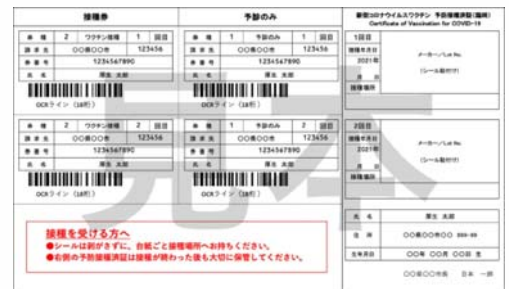 接種券
券 種 2 ワクチン接種 1 回目
請 求 先 〇〇県〇〇市 123456
券 番 号 1234567890
氏 名 厚生 太郎
OCRライン (18桁)
券 種 2 ワクチン接種 2 回目
請 求 先 〇〇県〇〇市 123456
券 番 号 1234567890
氏 名 厚生 太郎
OCRライン (18桁)
予診のみ
券 種 1 予診のみ 1 回目
請 求 先 〇〇県〇〇市 123456
券 番 号 1234567890
氏 名 厚生 太郎
OCRライン (18桁)
券 種 1 予診のみ 2 回目
請 求 先 〇〇県〇〇市 123456
券 番 号 1234567890
氏 名 厚生 太郎
OCRライン (18桁)
接種を受ける方へ
●シールは剥がさずに、台紙ごと接種場所へお持ちください。
●右側の予防接種済証は接種が終わった後も大切に保管してください。
新型コロナウイルスワクチン 予防接種済証(臨時)
Certificate of Vaccination for COVID-19
1回目
接種年月日
2021年
月 日
接種場所
メーカー/Lot No.
(シール貼付け)
2回目
接種年月日
2021年
月 日
接種場所
メーカー/Lot No.
(シール貼付け)
氏 名 厚生 太郎
住 所 〇〇県〇〇市〇〇 999-99
生年月日 〇〇年 〇〇月 〇〇日 生
〇〇県〇〇市長 日本 一郎
見本